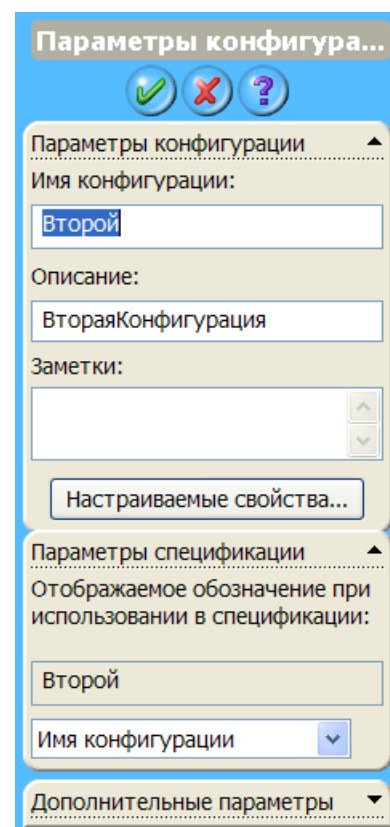 Параметры конфигура...
?
Параметры конфигурации
Имя конфигурации:
Второй
Описание:
ВтораяКонфигурация
Заметки:
Настраиваемые свойства...
Параметры спецификации
Отображаемое обозначение при
использовании в спецификации:
Второй
Имя конфигурации
Дополнительные параметры